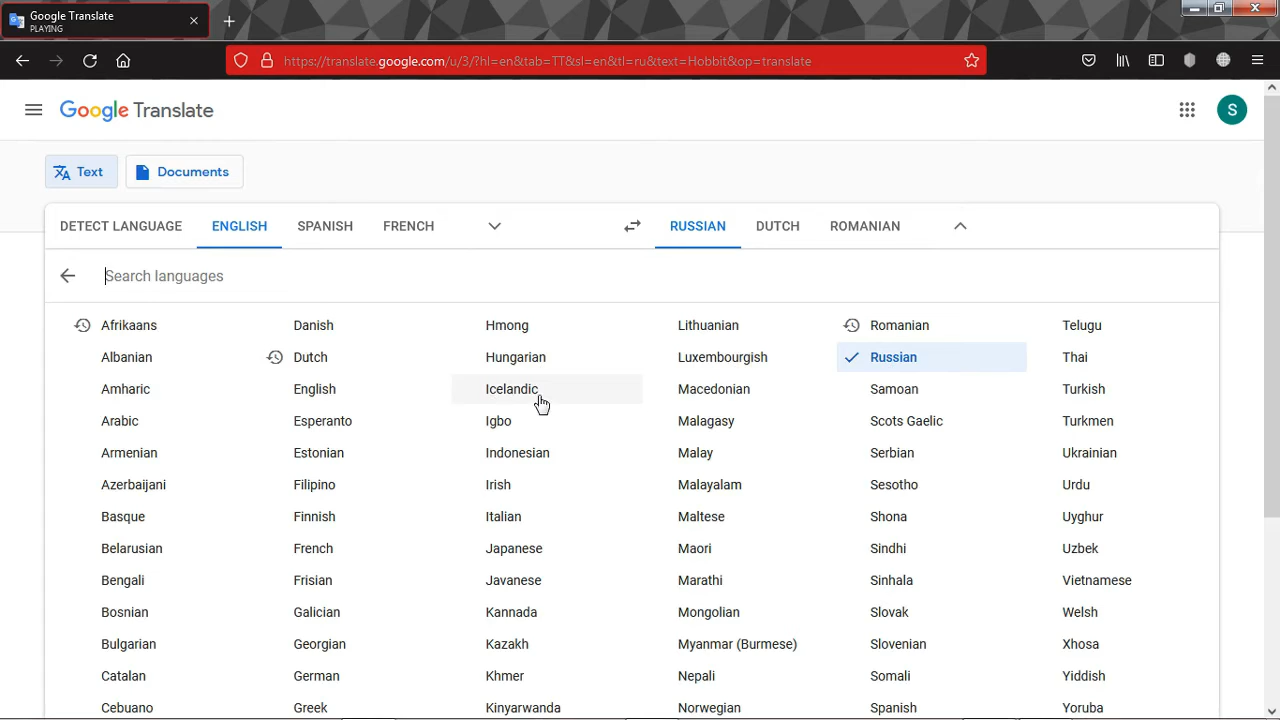 Google Translate
PLAYING
https://translate.google.com/u/3/?hl=en&tab=TT&sl=en&tl=ru&text=Hobbit&op=translate
Google Translate
S
Text
Documents
DETECT LANGUAGE ENGLISH SPANISH FRENCH RUSSIAN DUTCH ROMANIAN
Search languages
Afrikaans Danish Hmong Lithuanian Romanian Telugu
Albanian Dutch Hungarian Luxembourgish Russian Thai
Amharic English Icelandic Macedonian Samoan Turkish
Arabic Esperanto Igbo Malagasy Scots Gaelic Turkmen
Armenian Estonian Indonesian Malay Serbian Ukrainian
Azerbaijani Filipino Irish Malayalam Sesotho Urdu
Basque Finnish Italian Maltese Shona Uyghur
Belarusian French Japanese Maori Sindhi Uzbek
Bengali Frisian Javanese Marathi Sinhala Vietnamese
Bosnian Galician Kannada Mongolian Slovak Welsh
Bulgarian Georgian Kazakh Myanmar (Burmese) Slovenian Xhosa
Catalan German Khmer Nepali Somali Yiddish
Cebuano Greek Kinyarwanda Norwegian Spanish Yoruba